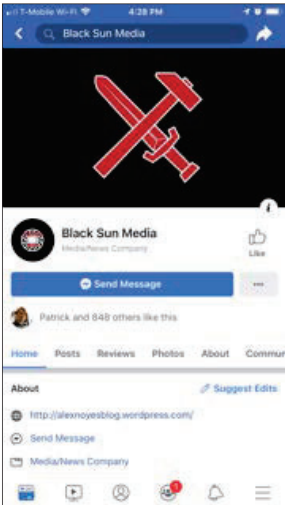 T-Mobile Wi-Fi 4:28 PM
Black Sun Media
Black Sun Media
Media/News Company
Like
Send Message
Patrick and 848 others like this
Home Posts Reviews Photos About Commun
About Suggest Edits
http://alexnoyesblog.wordpress.com/
Send Message
Media/News Company
1